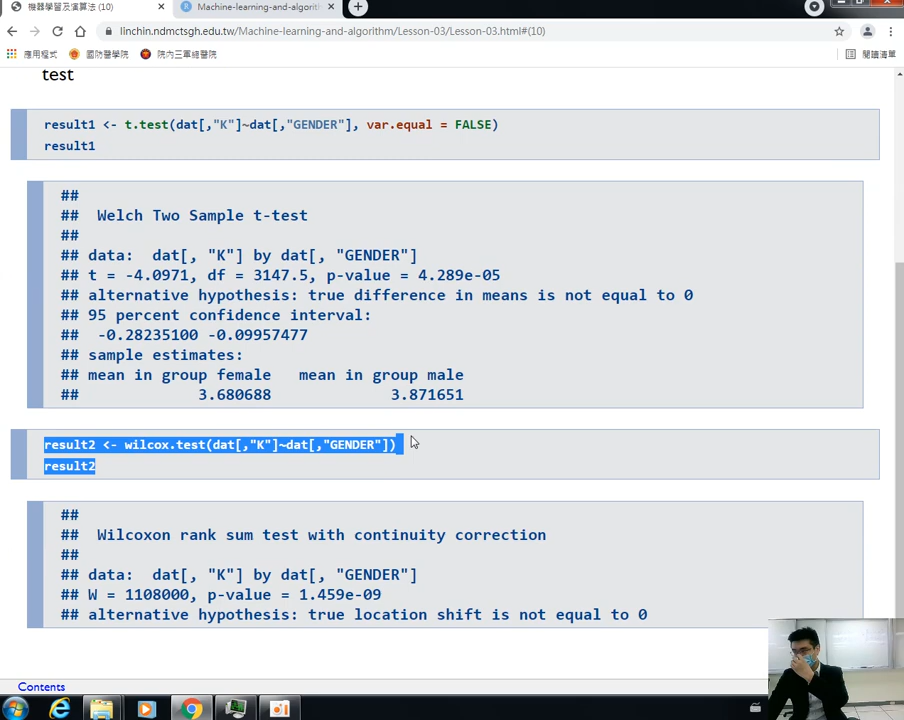 機器學習及演算法 (10)
Machine-learning-and-algorith
linchin.ndmctsgh.edu.tw/Machine-learning-and-algorithm/Lesson-03/Lesson-03.html#(10)
應用程式
國防醫學院
院內三軍總醫院
閱讀清單
test
result1 <- t.test(dat[,"K"]~dat[,"GENDER"], var.equal = FALSE)
result1
##
## Welch Two Sample t-test
##
## data: dat[, "K"] by dat[, "GENDER"]
## t = -4.0971, df = 3147.5, p-value = 4.289e-05
## alternative hypothesis: true difference in means is not equal to 0
## 95 percent confidence interval:
## -0.28235100 -0.09957477
## sample estimates:
## mean in group female mean in group male
## 3.680688 3.871651
result2 <- wilcox.test(dat[,"K"]~dat[,"GENDER"])
result2
##
## Wilcoxon rank sum test with continuity correction
##
## data: dat[, "K"] by dat[, "GENDER"]
## W = 1108000, p-value = 1.459e-09
## alternative hypothesis: true location shift is not equal to 0
Contents